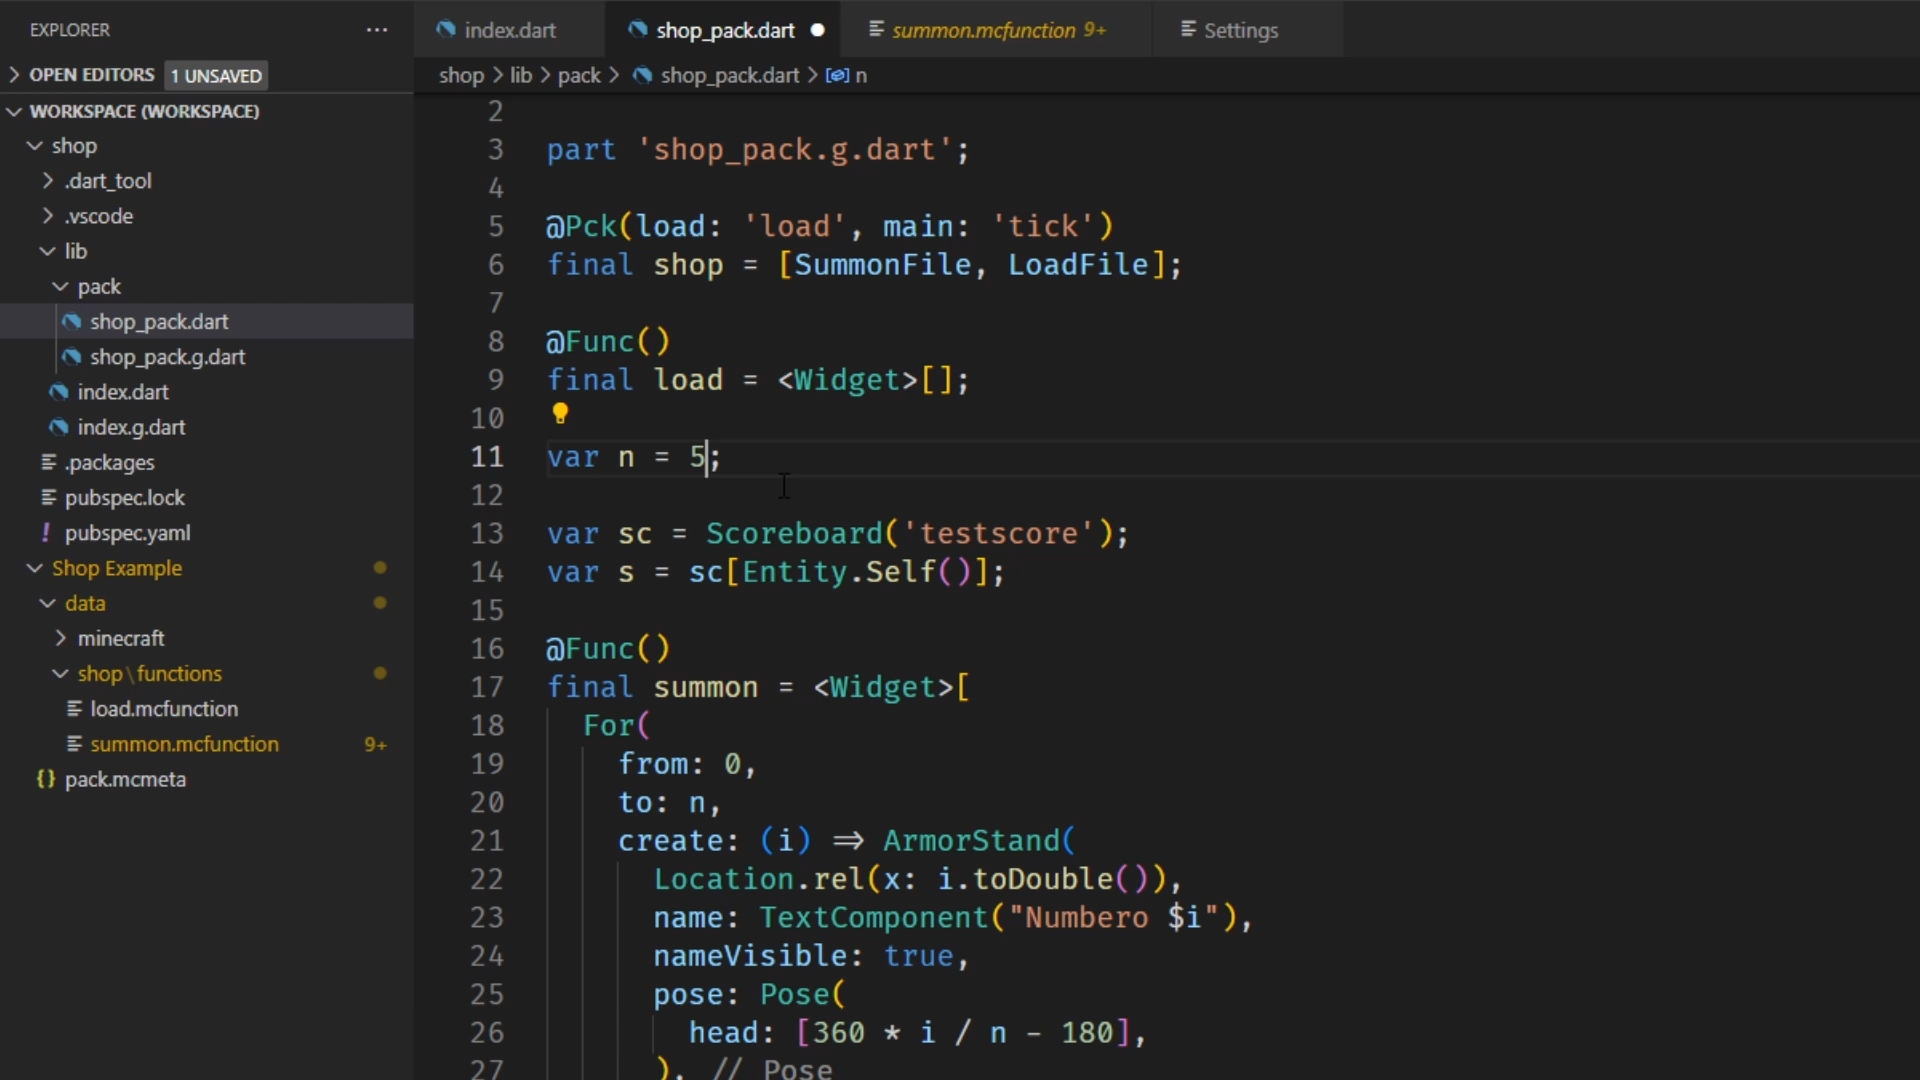 EXPLORER ...
OPEN EDITORS 1 UNSAVED
WORKSPACE (WORKSPACE)
shop
.dart_tool
.vscode
lib
pack
shop_pack.dart
shop_pack.g.dart
index.dart
index.g.dart
.packages
pubspec.lock
! pubspec.yaml
Shop Example
data
minecraft
shop\functions
load.mcfunction
summon.mcfunction 9+
{} pack.mcmeta
index.dart shop_pack.dart ● summon.mcfunction 9+ Settings
shop > lib > pack > shop_pack.dart > n
2
3 part 'shop_pack.g.dart';
4
5 @Pck(load: 'load', main: 'tick')
6 final shop = [SummonFile, LoadFile];
7
8 @Func()
9 final load = <Widget>[];
10
11 var n = 5;
12
13 var sc = Scoreboard('testscore');
14 var s = sc[Entity.Self()];
15
16 @Func()
17 final summon = <Widget>[
18 For(
19 from: 0,
20 to: n,
21 create: (i) => ArmorStand(
22 Location.rel(x: i.toDouble()),
23 name: TextComponent("Numbero $i"),
24 nameVisible: true,
25 pose: Pose(
26 head: [360 * i / n - 180],
27 ), // Pose